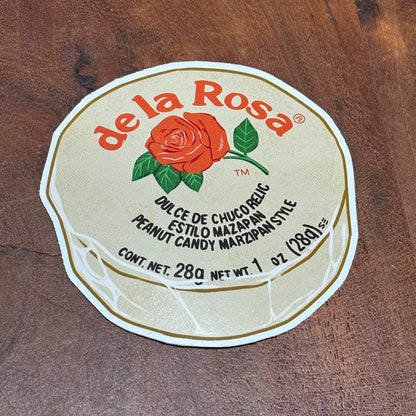 de la Rosa®
TM
DULCE DE CHUCORELIC
ESTILO MAZAPAN
PEANUT CANDY MARZIPAN STYLE
CONT. NET. 28g NET WT. 1 OZ (28g)